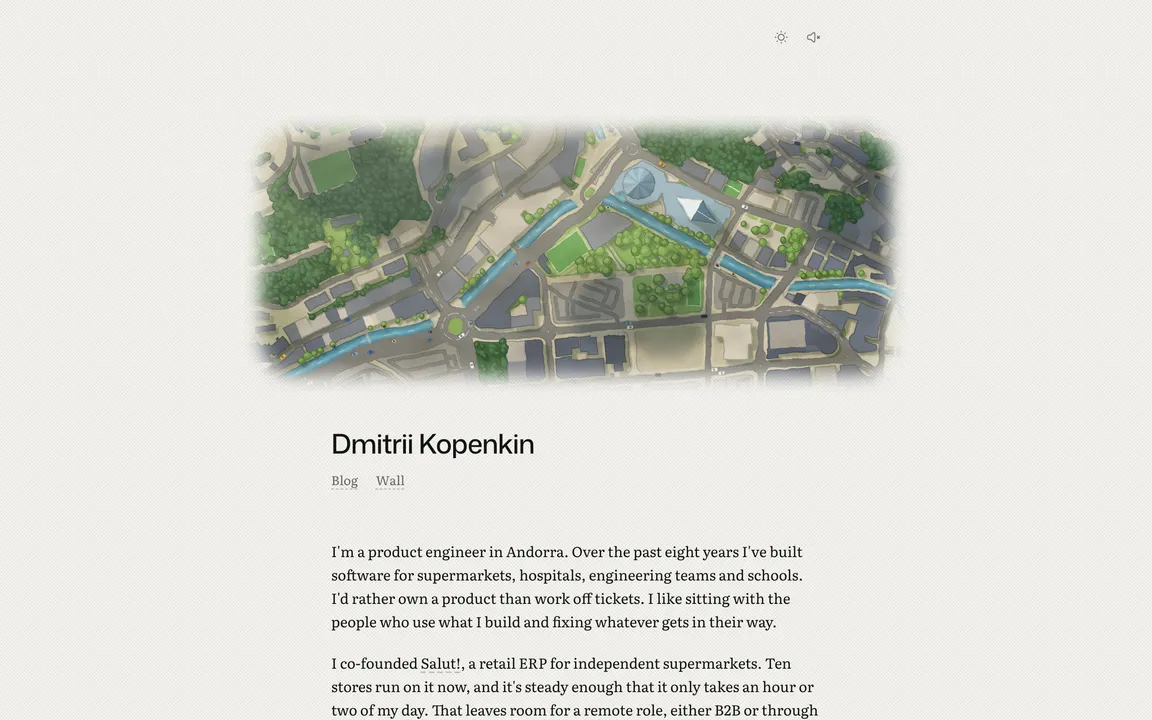 Dmitrii Kopenkin
Blog Wall
I'm a product engineer in Andorra. Over the past eight years I've built
software for supermarkets, hospitals, engineering teams and schools.
I'd rather own a product than work off tickets. I like sitting with the
people who use what I build and fixing whatever gets in their way.
I co-founded Salut!, a retail ERP for independent supermarkets. Ten
stores run on it now, and it's steady enough that it only takes an hour or
two of my day. That leaves room for a remote role, either B2B or through